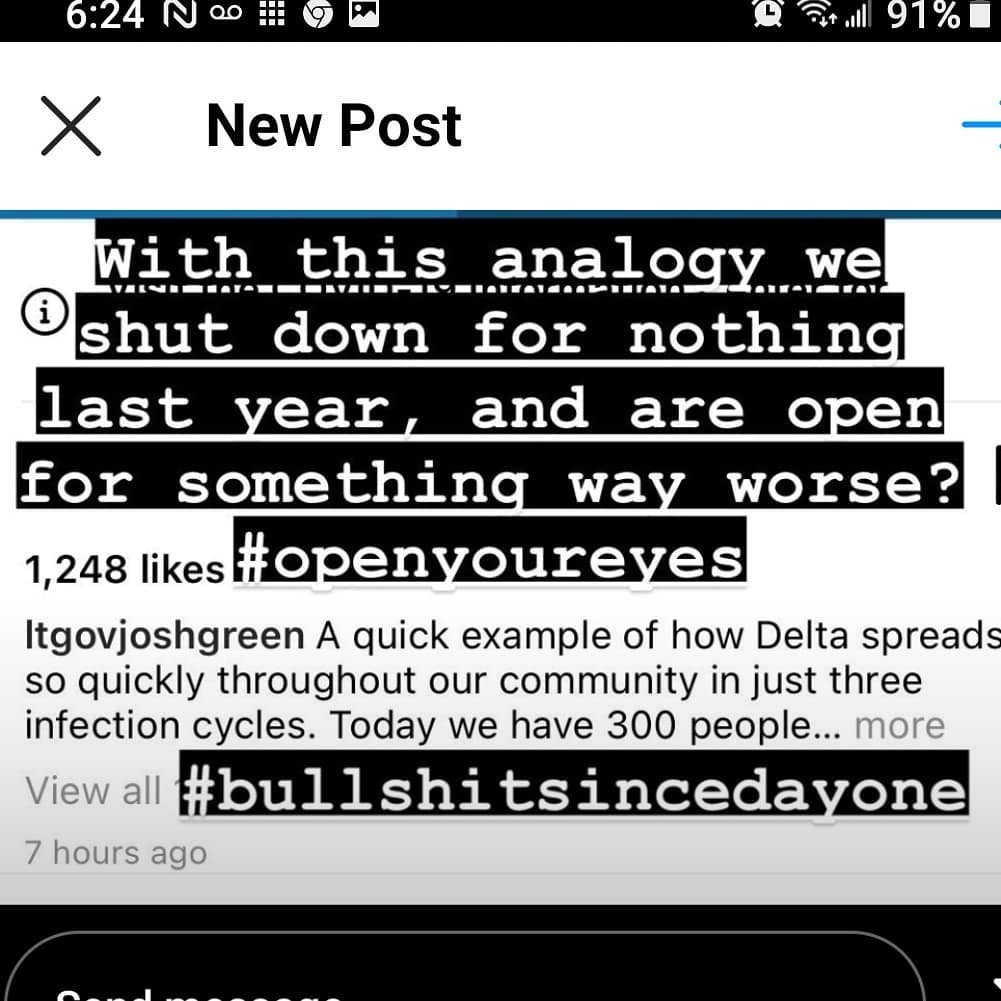 6:24 91%
New Post
With this analogy we
shut down for nothing
last year, and are open
for something way worse?
1,248 likes #openyoureyes
ltgovjoshgreen A quick example of how Delta spreads
so quickly throughout our community in just three
infection cycles. Today we have 300 people... more
View all #bullshitsincedayone
7 hours ago
Send message